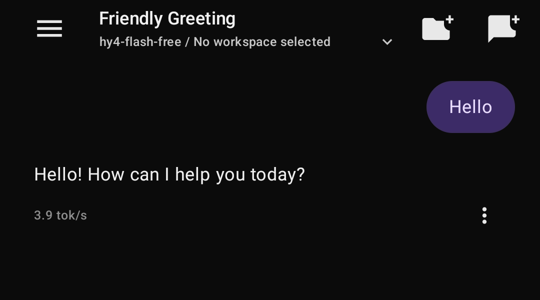 Friendly Greeting
hy4-flash-free / No workspace selected
Hello
Hello! How can I help you today?
3.9 tok/s